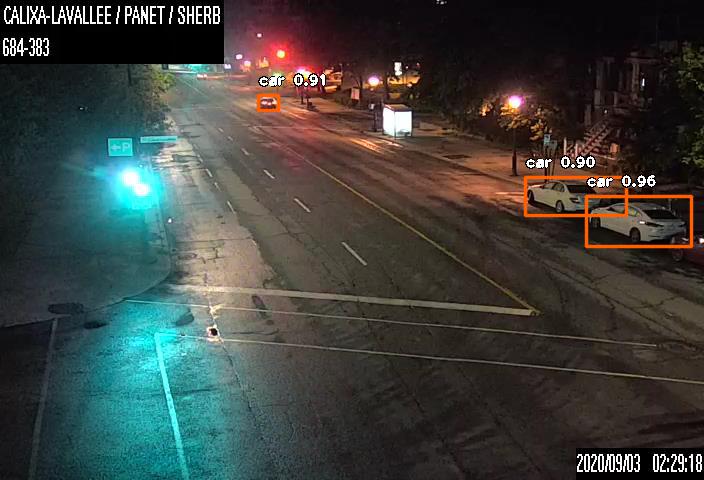 CALIXA-LAVALLEE / PANET / SHERB
684-383
car 0.91
←P
car 0.90
car 0.96
2020/09/03 02:29:18